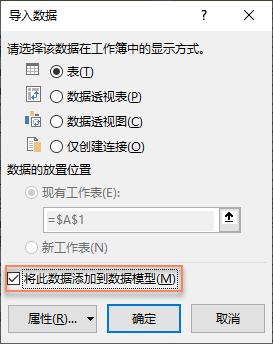 导入数据
?
×
请选择该数据在工作簿中的显示方式。
表(T)
数据透视表(P)
数据透视图(C)
仅创建连接(O)
数据的放置位置
现有工作表(E):
=$A$1
新工作表(N)
将此数据添加到数据模型(M)
属性(R)...
确定
取消